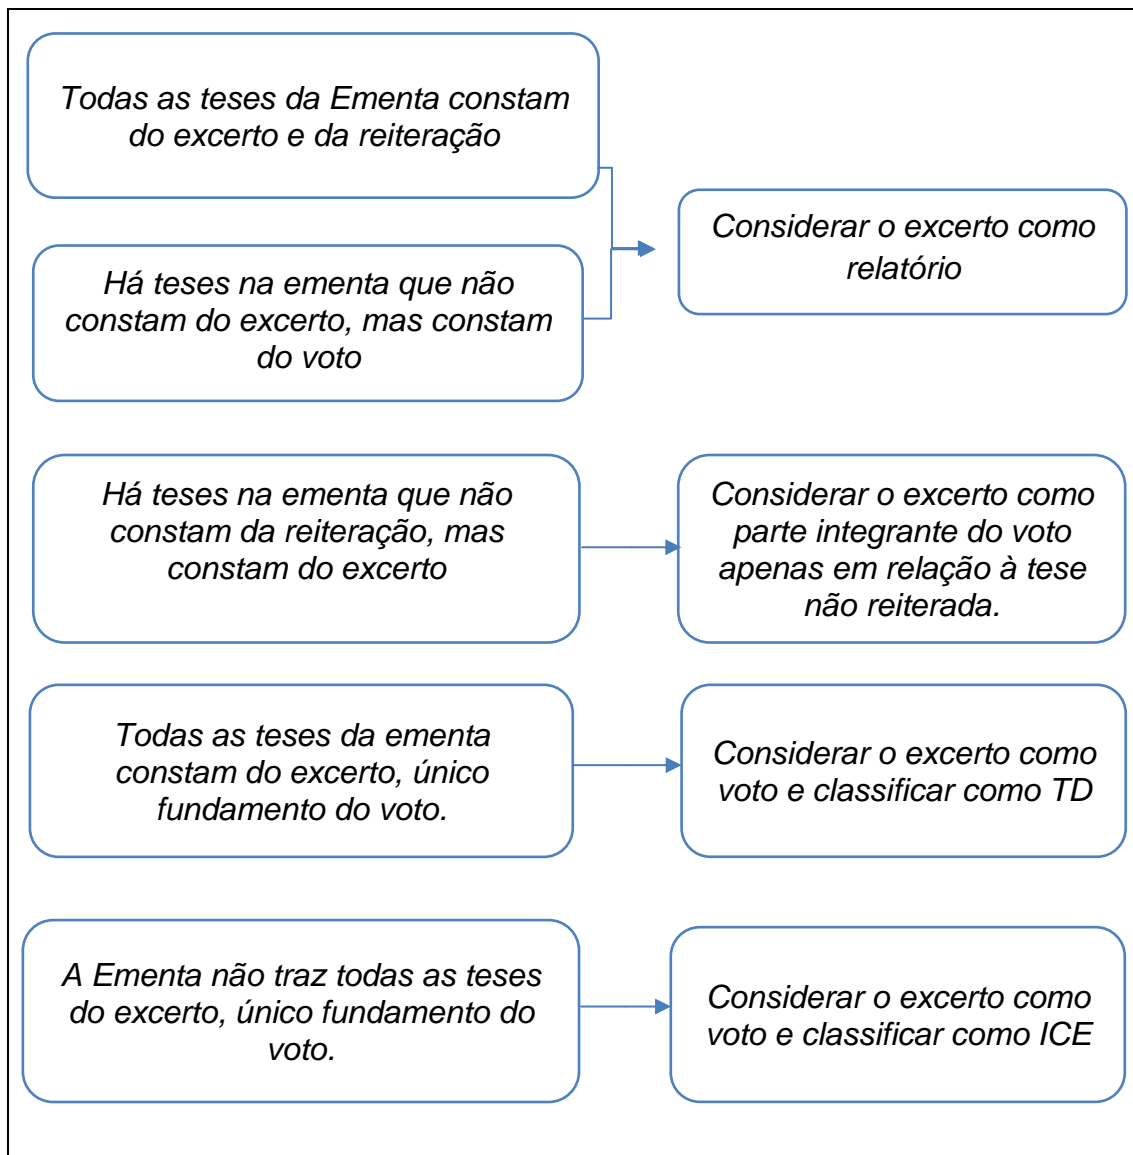 Todas as teses da Ementa constam
do excerto e da reiteração
Considerar o excerto como
relatório
Há teses na ementa que não
constam do excerto, mas constam
do voto
Há teses na ementa que não
constam da reiteração, mas
constam do excerto
Considerar o excerto como
parte integrante do voto
apenas em relação à tese
não reiterada.
Todas as teses da ementa
constam do excerto, único
fundamento do voto.
Considerar o excerto como
voto e classificar como TD
A Ementa não traz todas as teses
do excerto, único fundamento do
voto.
Considerar o excerto como
voto e classificar como ICE